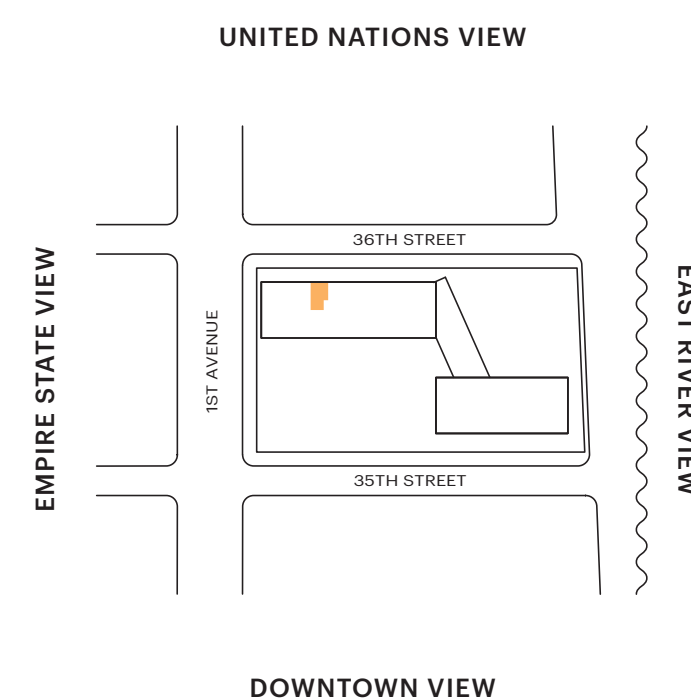 UNITED NATIONS VIEW
36TH STREET
EMPIRE STATE VIEW
1ST AVENUE
EAST RIVER VIEW
35TH STREET
DOWNTOWN VIEW